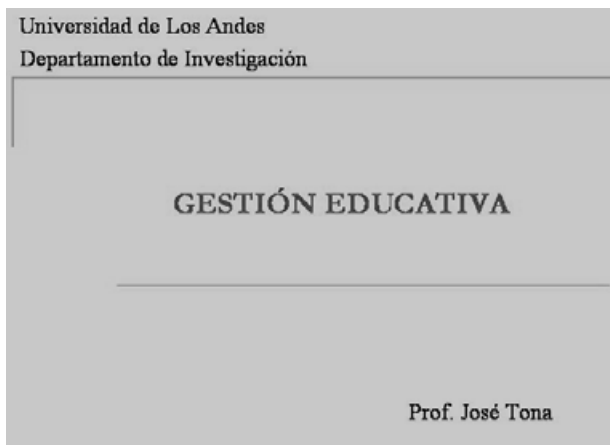 Universidad de Los Andes
Departamento de Investigación
GESTIÓN EDUCATIVA
Prof. José Tona